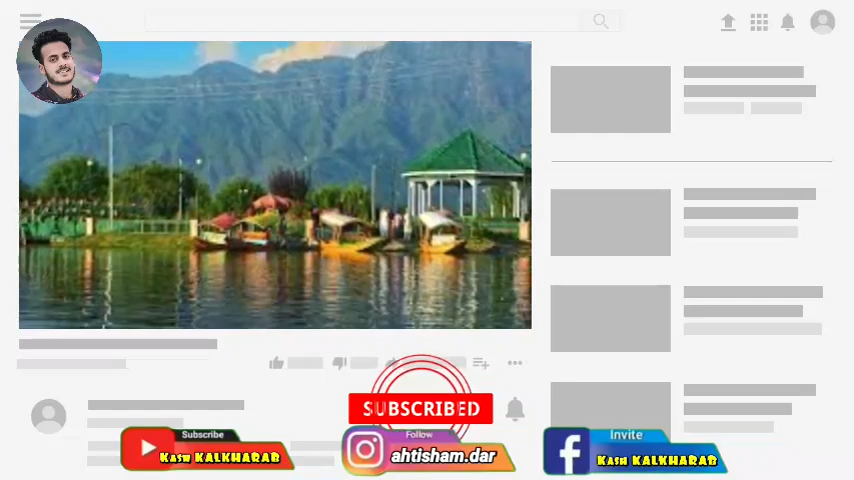 SUBSCRIBED
Subscribe
Kash KALKHARAB
Follow
ahtisham.dar
Invite
Kash KALKHARAB